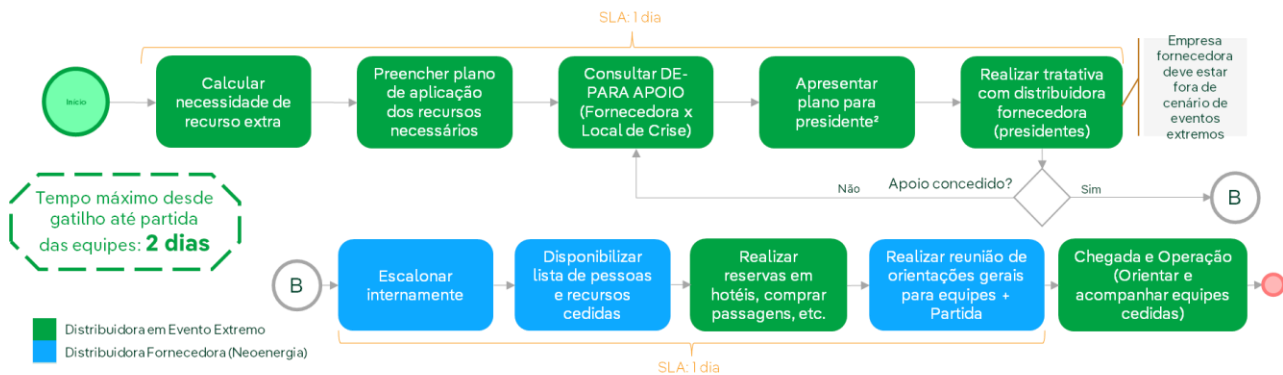 SLA: 1 dia
Início
Calcular
necessidade de
recurso extra
Preencher plano
de aplicação
dos recursos
necessários
Consultar DE-
PARA APOIO
(Fornecedora x
Local de Crise)
Apresentar
plano para
presidente²
Realizar tratativa
com distribuidora
fornecedora
(presidentes)
Empresa
fornecedora
deve estar
fora de
cenário de
eventos
extremos
Não
Apoio concedido?
Sim
B
Tempo máximo desde
gatilho até partida
das equipes: 2 dias
B
Escalonar
internamente
Disponibilizar
lista de pessoas
e recursos
cedidas
Realizar
reservas em
hotéis, comprar
passagens, etc.
Realizar reunião de
orientações gerais
para equipes +
Partida
Chegada e Operação
(Orientar e
acompanhar equipes
cedidas)
Distribuidora em Evento Extremo
Distribuidora Fornecedora (Neoenergia)
SLA: 1 dia